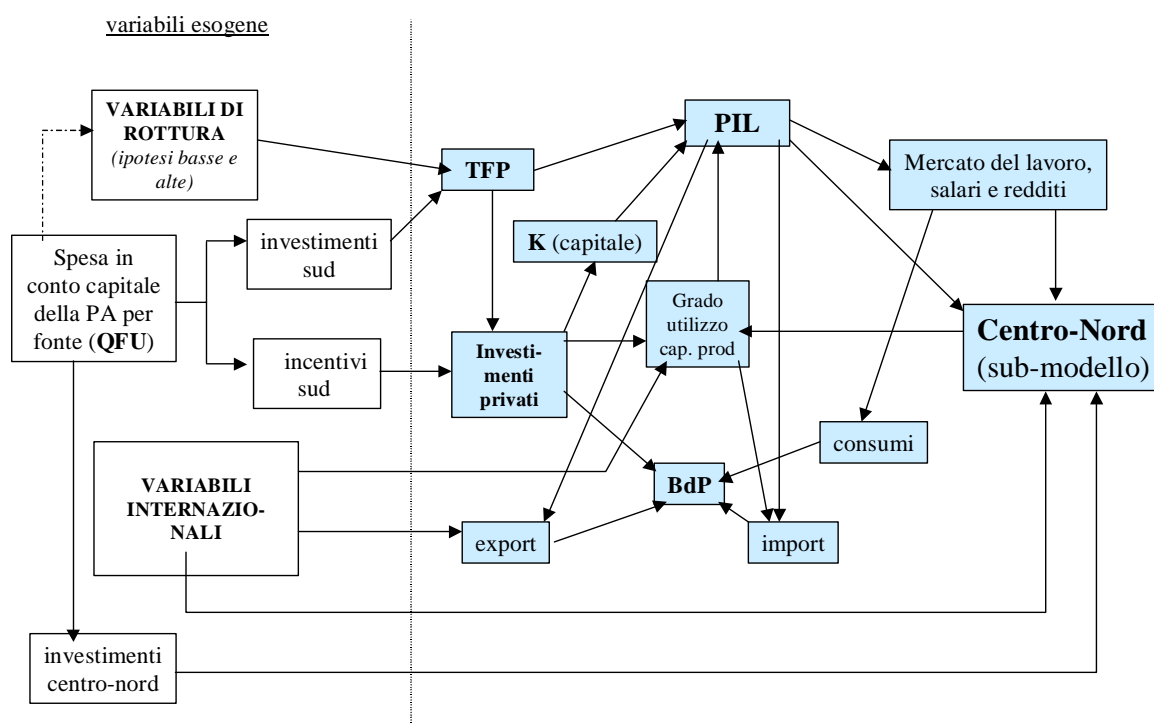 variabili esogene
VARIABILI DI
ROTTURA
(ipotesi basse e
alte)
PIL
TFP
Mercato del lavoro,
salari e redditi
investimenti
sud
K (capitale)
Spesa in
conto capitale
della PA per
fonte (QFU)
Grado
utilizzo
cap. prod
Centro-Nord
(sub-modello)
incentivi
sud
Investi-
menti
privati
consumi
VARIABILI
INTERNAZIO-
NALI
BdP
export
import
investimenti
centro-nord